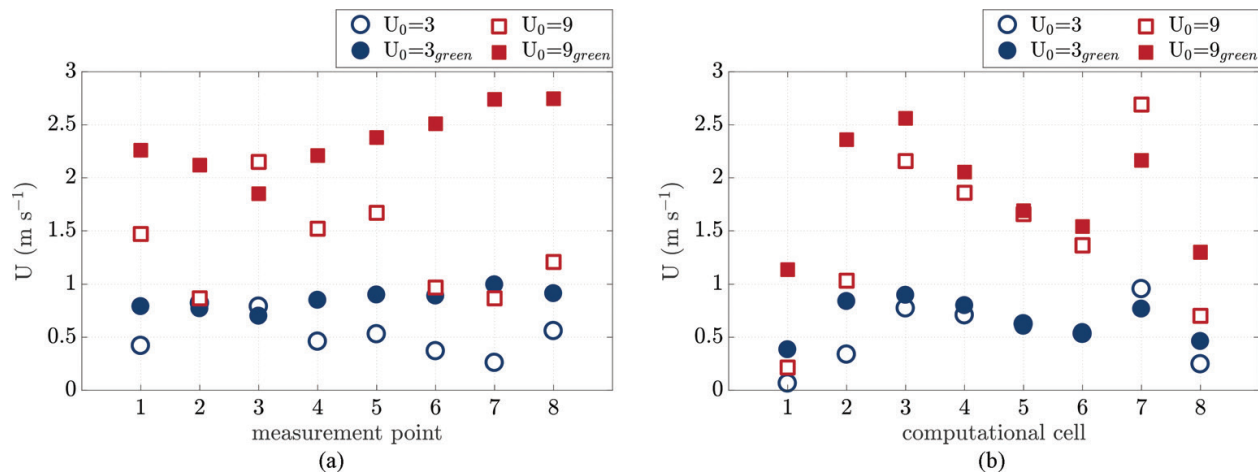 U₀=3 U₀=9
U₀=3green U₀=9green
3
2.5
2
1.5
1
0.5
0
U (m s⁻¹)
1 2 3 4 5 6 7 8
measurement point
(a)
U₀=3 U₀=9
U₀=3green U₀=9green
3
2.5
2
1.5
1
0.5
0
U (m s⁻¹)
1 2 3 4 5 6 7 8
computational cell
(b)